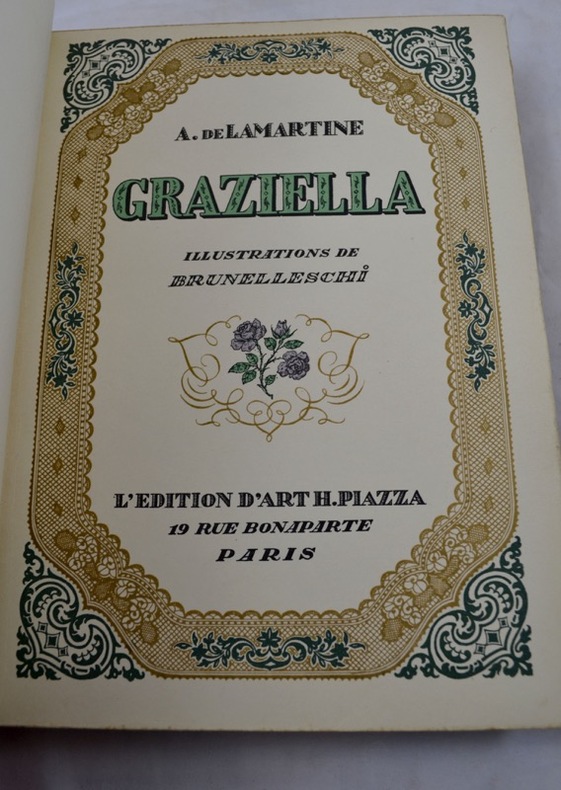 A. DE LAMARTINE
GRAZIELLA
ILLUSTRATIONS DE
BRUNELLESCHI
L'EDITION D'ART H. PIAZZA
19 RUE BONAPARTE
PARIS